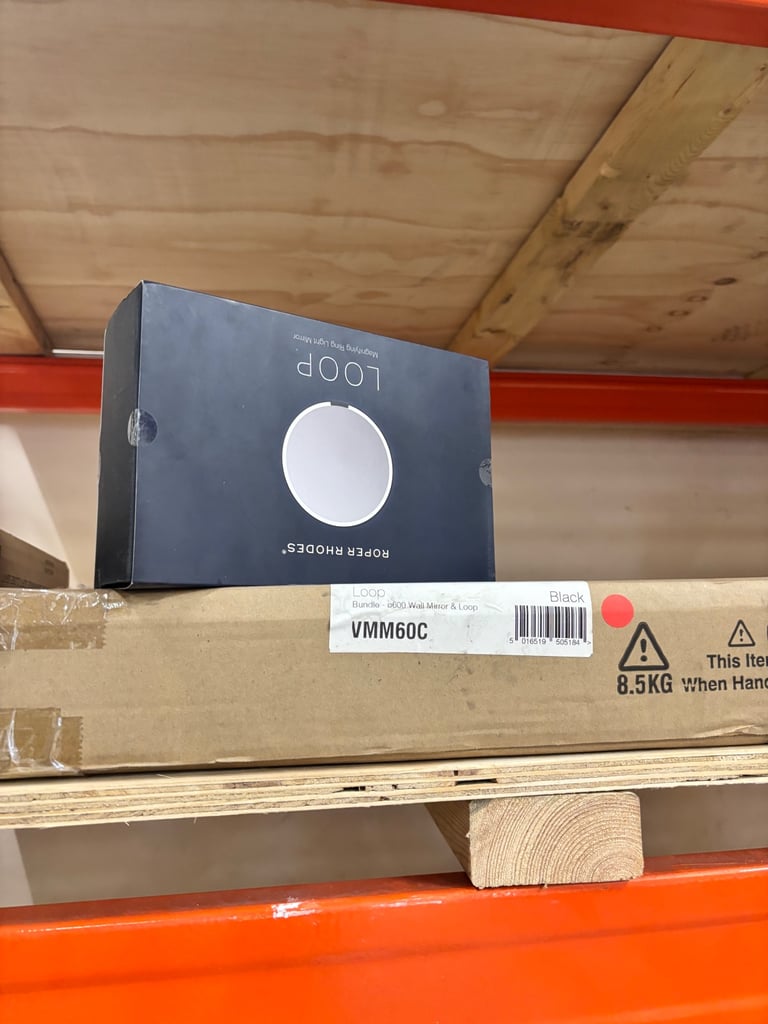 LOOP
Magnifying Ring Light Mirror
ROPER RHODES®
Loop
Black
Bundle - ø600 Wall Mirror & Loop
VMM60C
5 016519 505184 >
8.5KG
This Ite
When Hand